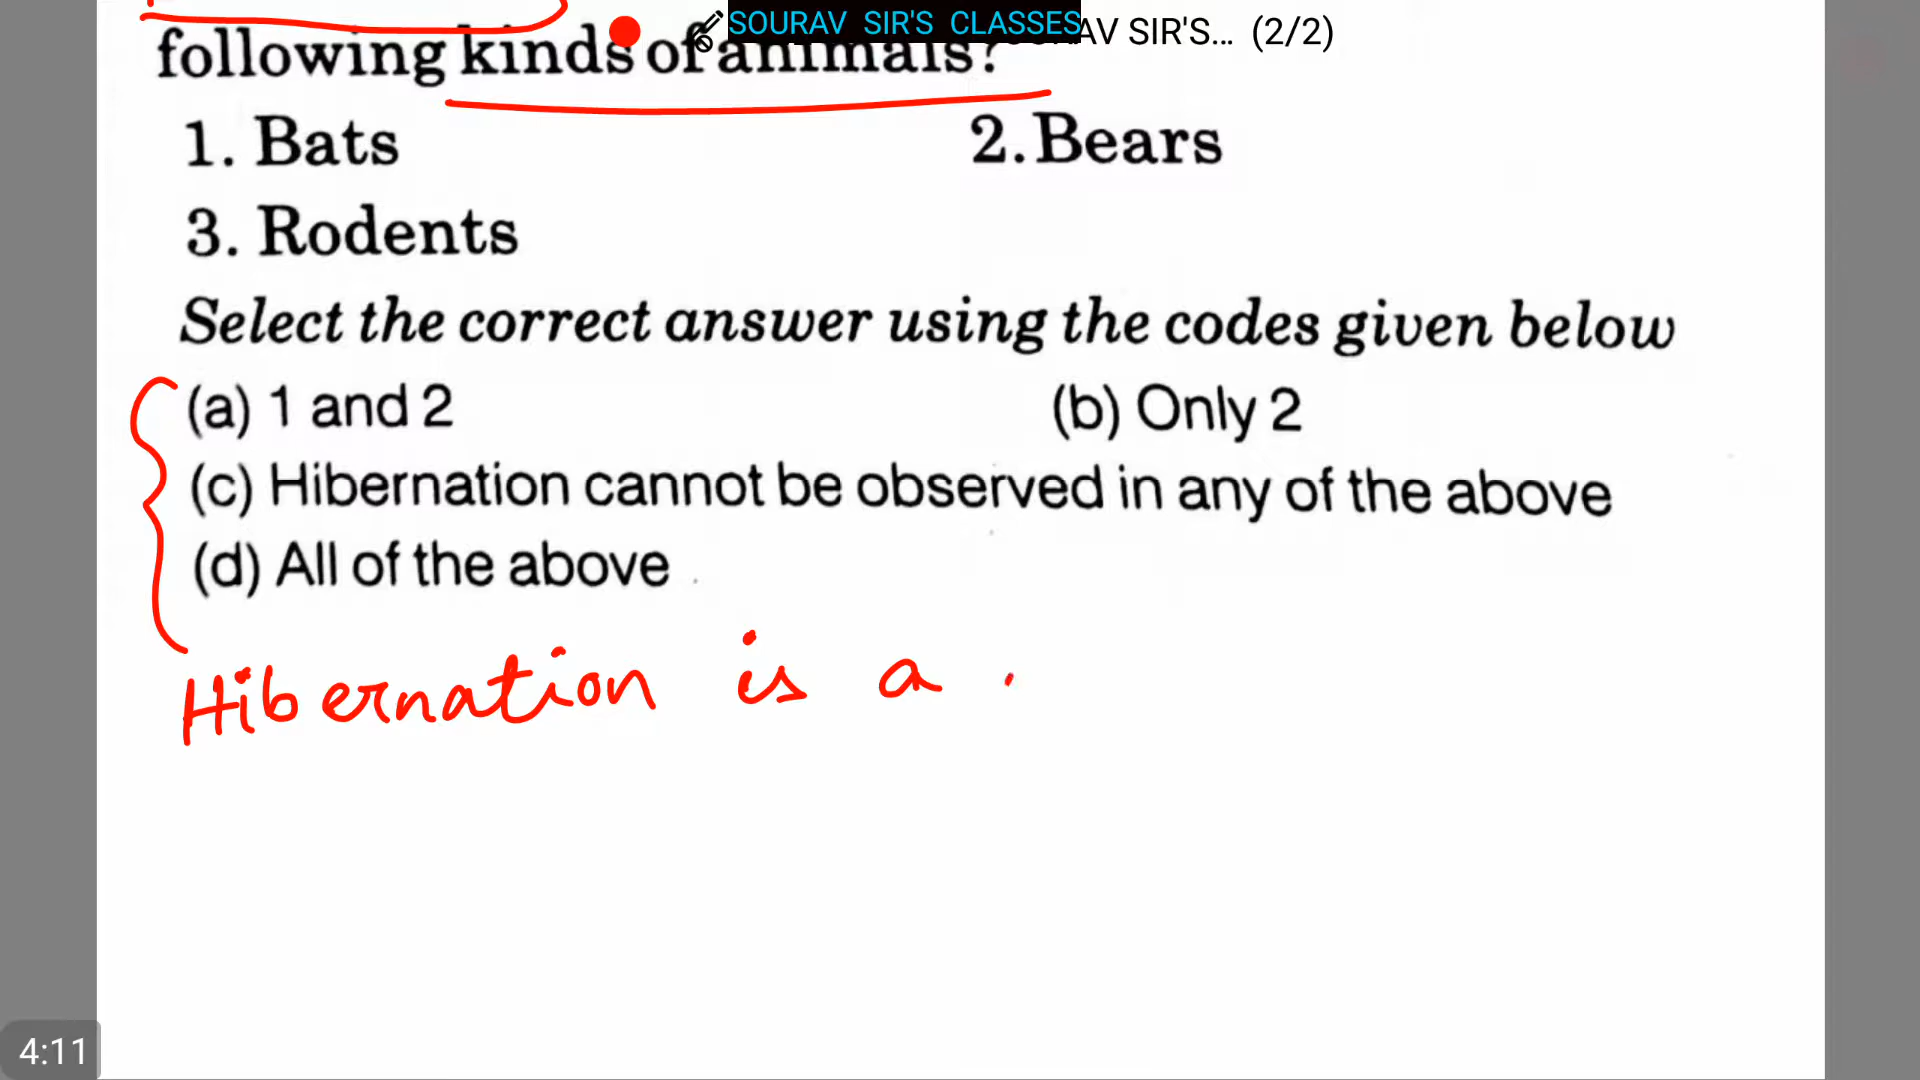 SOURAV SIR'S CLASSES AV SIR'S... (2/2)
following kinds of animals?
1. Bats 2. Bears
3. Rodents
Select the correct answer using the codes given below
(a) 1 and 2 (b) Only 2
(c) Hibernation cannot be observed in any of the above
(d) All of the above
Hibernation is a
4:11